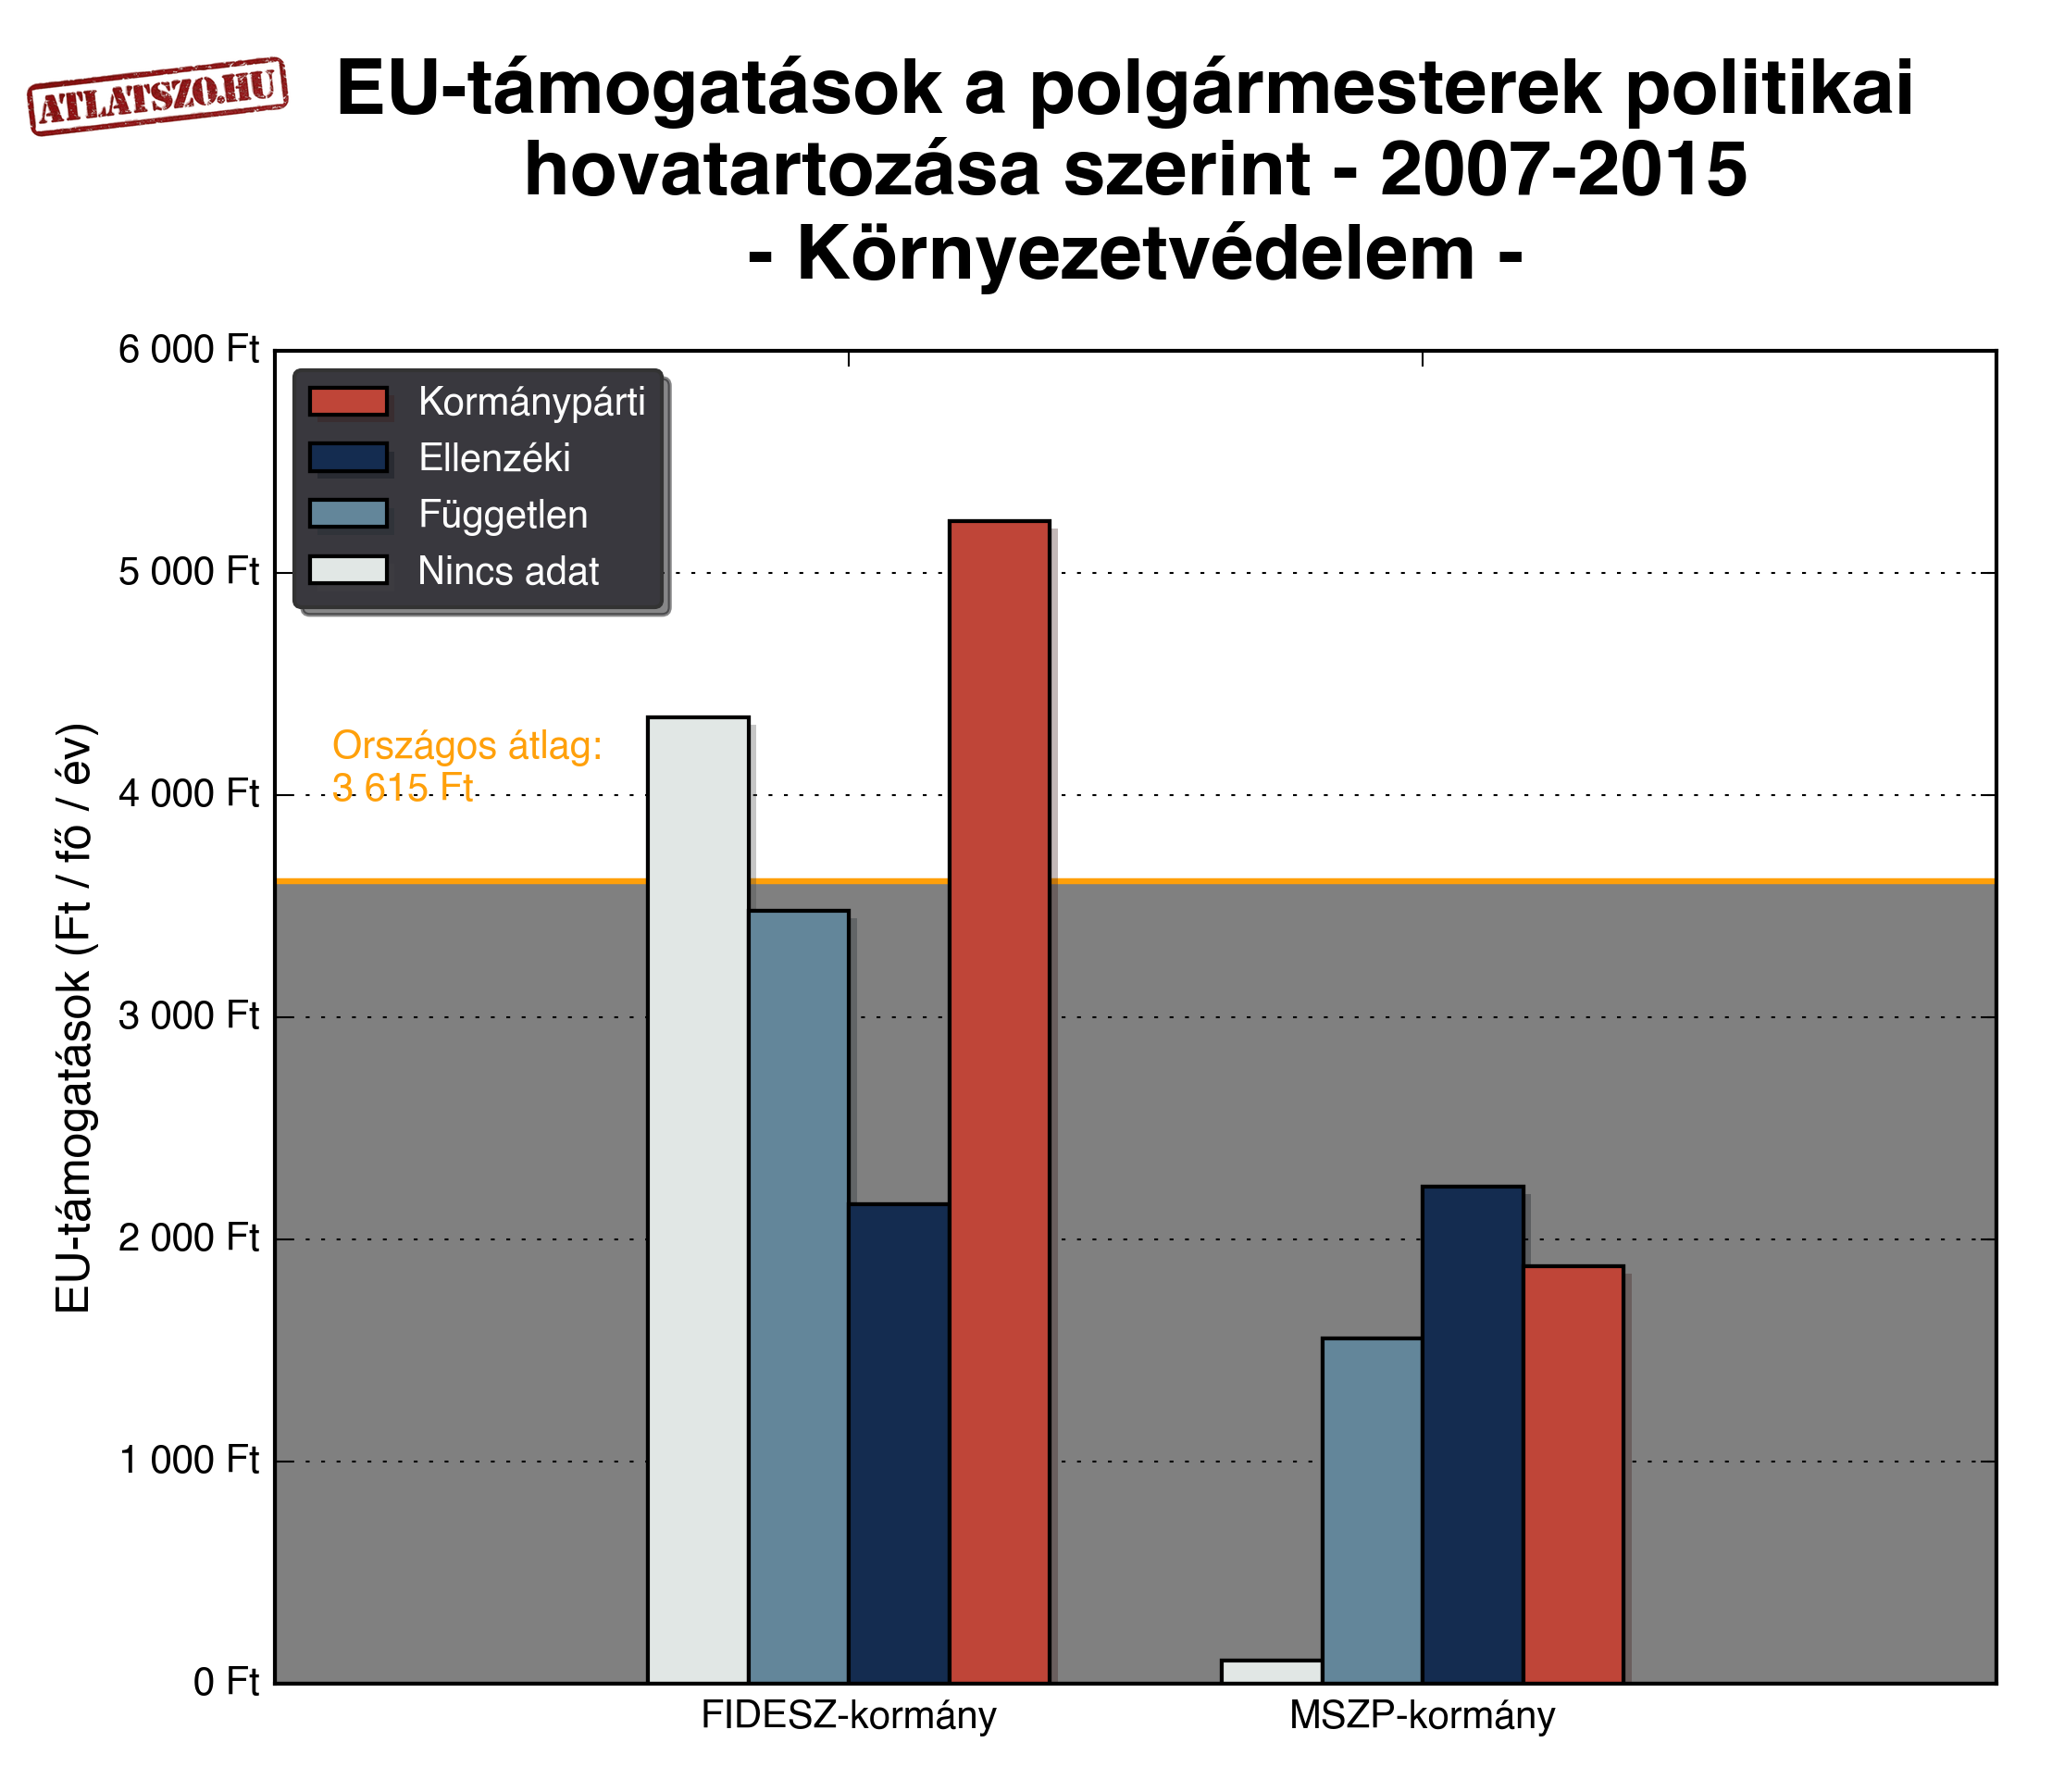 ATLATSZO.HU
EU-támogatások a polgármesterek politikai
hovatartozása szerint - 2007-2015
- Környezetvédelem -
6 000 Ft
5 000 Ft
4 000 Ft
3 000 Ft
2 000 Ft
1 000 Ft
0 Ft
EU-támogatások (Ft / fő / év)
Kormánypárti
Ellenzéki
Független
Nincs adat
Országos átlag:
3 615 Ft
FIDESZ-kormány
MSZP-kormány